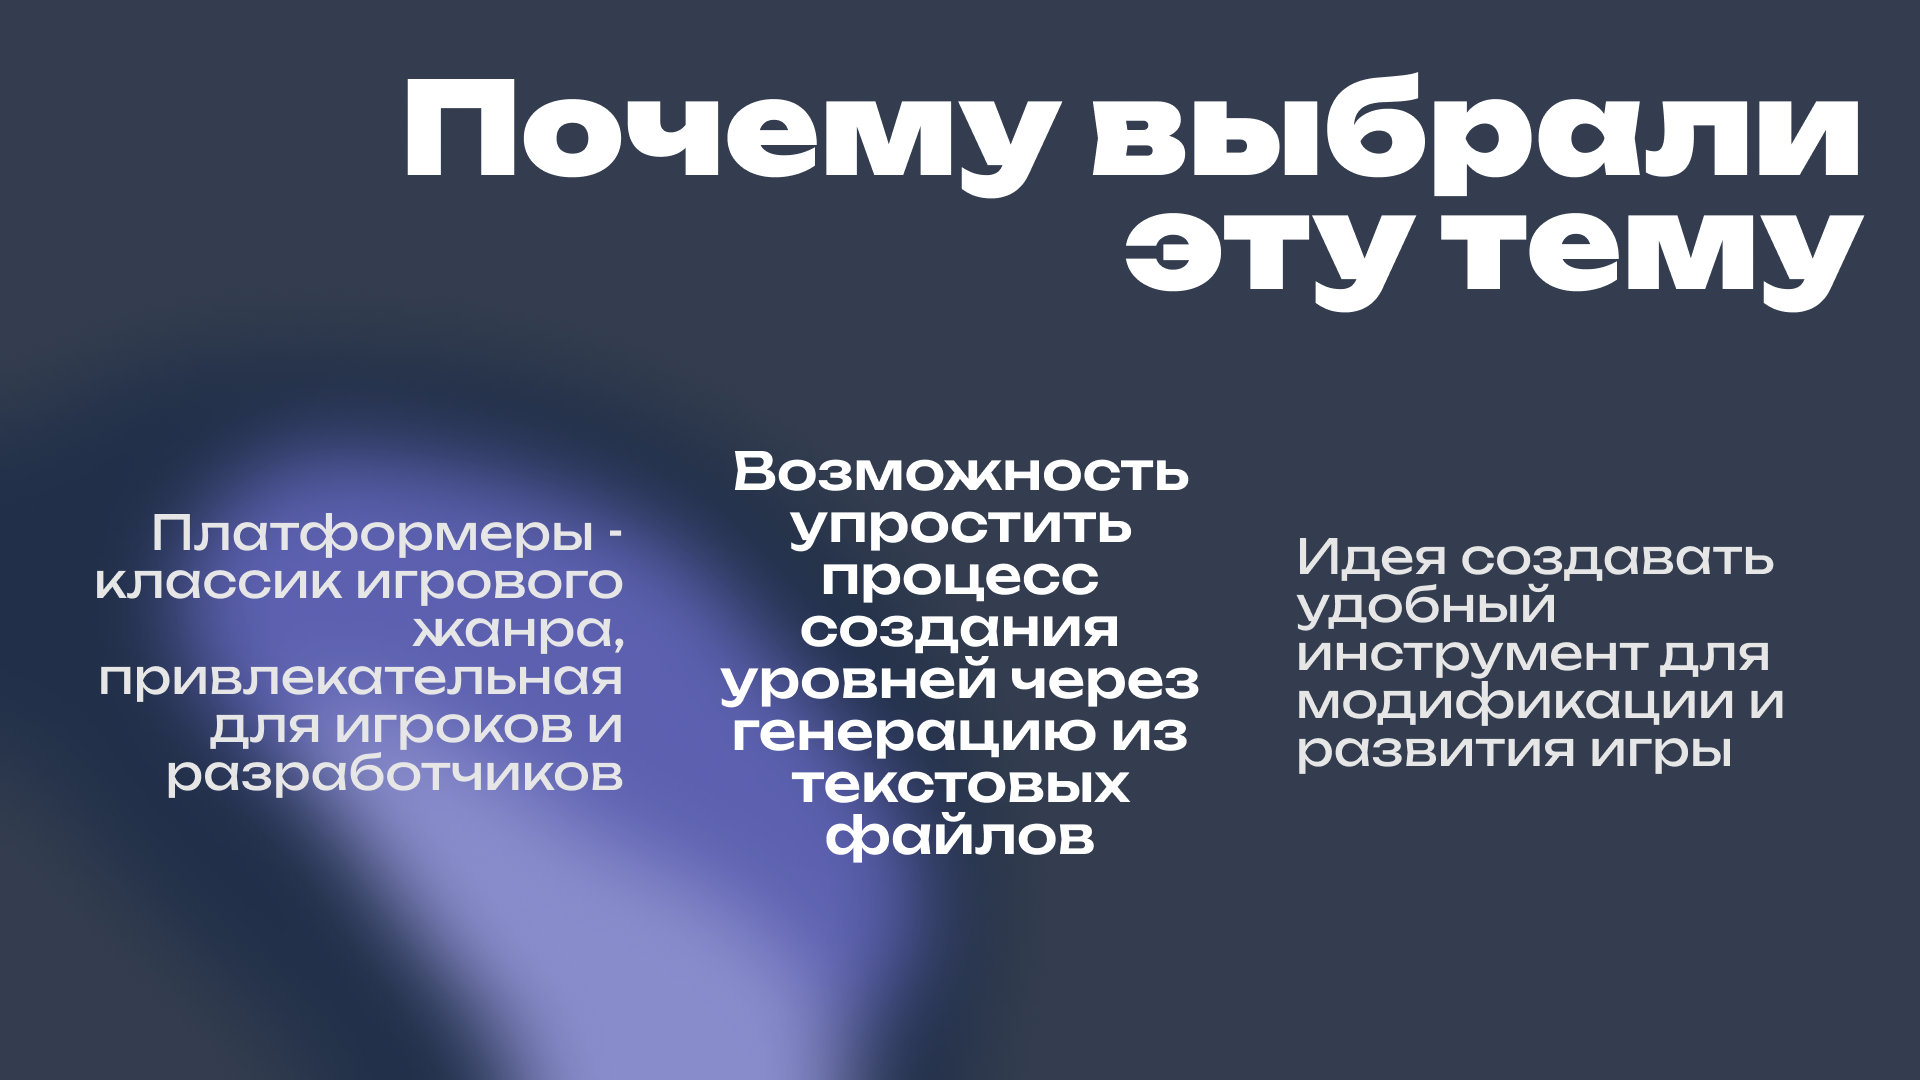 Почему выбрали
эту тему
Платформеры -
классик игрового
жанра,
привлекательная
для игроков и
разработчиков
Возможность
упростить
процесс
создания
уровней через
генерацию из
текстовых
файлов
Идея создавать
удобный
инструмент для
модификации и
развития игры